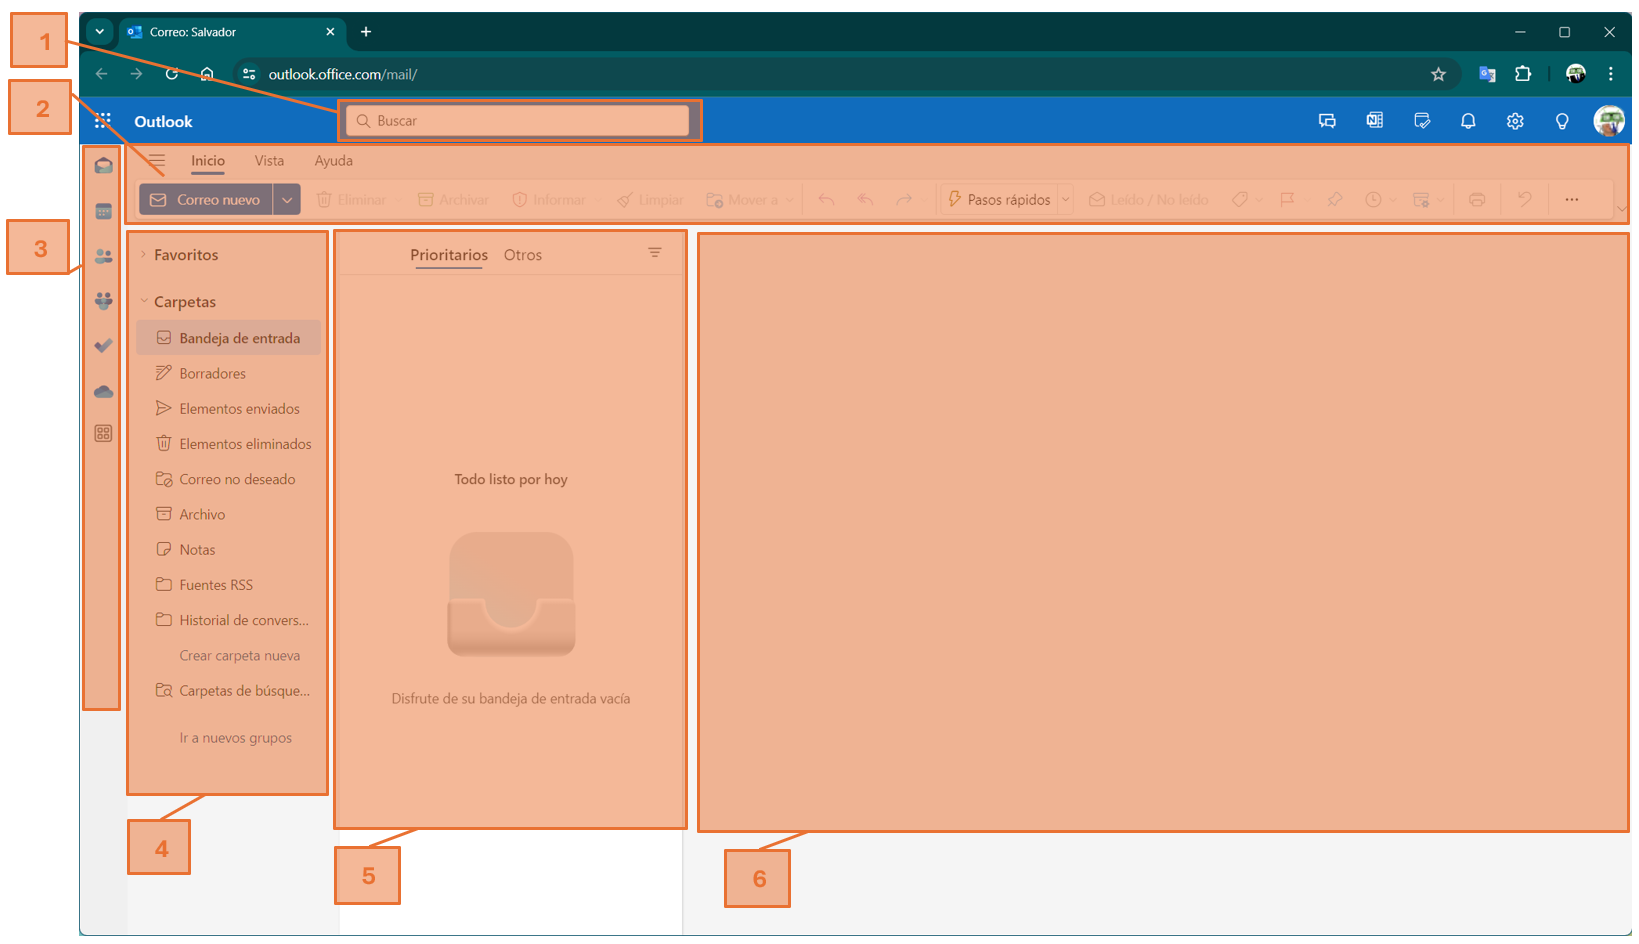 1
Correo: Salvador
outlook.office.com/mail/
2
Outlook
Buscar
Inicio Vista Ayuda
Correo nuevo Eliminar Archivar Informar Limpiar Mover a Pasos rápidos Leído / No leído
3
Favoritos
Carpetas
Bandeja de entrada
Borradores
Elementos enviados
Elementos eliminados
Correo no deseado
Archivo
Notas
Fuentes RSS
Historial de convers...
Crear carpeta nueva
Carpetas de búsque...
Ir a nuevos grupos
Prioritarios Otros
Todo listo por hoy
Disfrute de su bandeja de entrada vacía
4
5
6